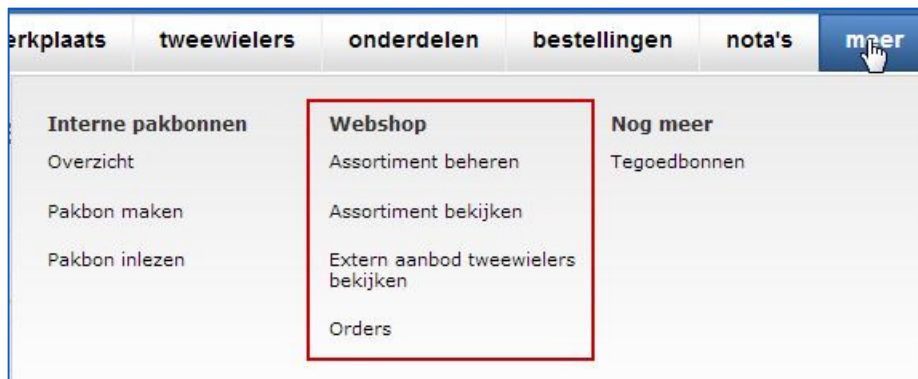 erkplaats tweewielers onderdelen bestellingen nota's meer
Interne pakbonnen Webshop Nog meer
Overzicht Assortiment beheren Tegoedbonnen
Pakbon maken Assortiment bekijken
Pakbon inlezen Extern aanbod tweewielers
bekijken
Orders